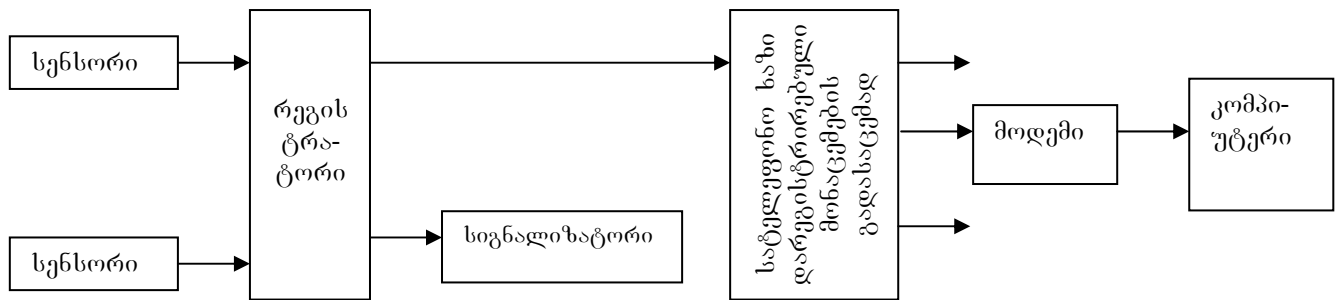 სენსორი
სენსორი
რეგის
ტრა-
ტორი
სიგნალიზატორი
სატელეფონო ხაზი
დარეგისტრირებული
მონაცემების
გადასაცემად
მოდემი
კომპი-
უტერი